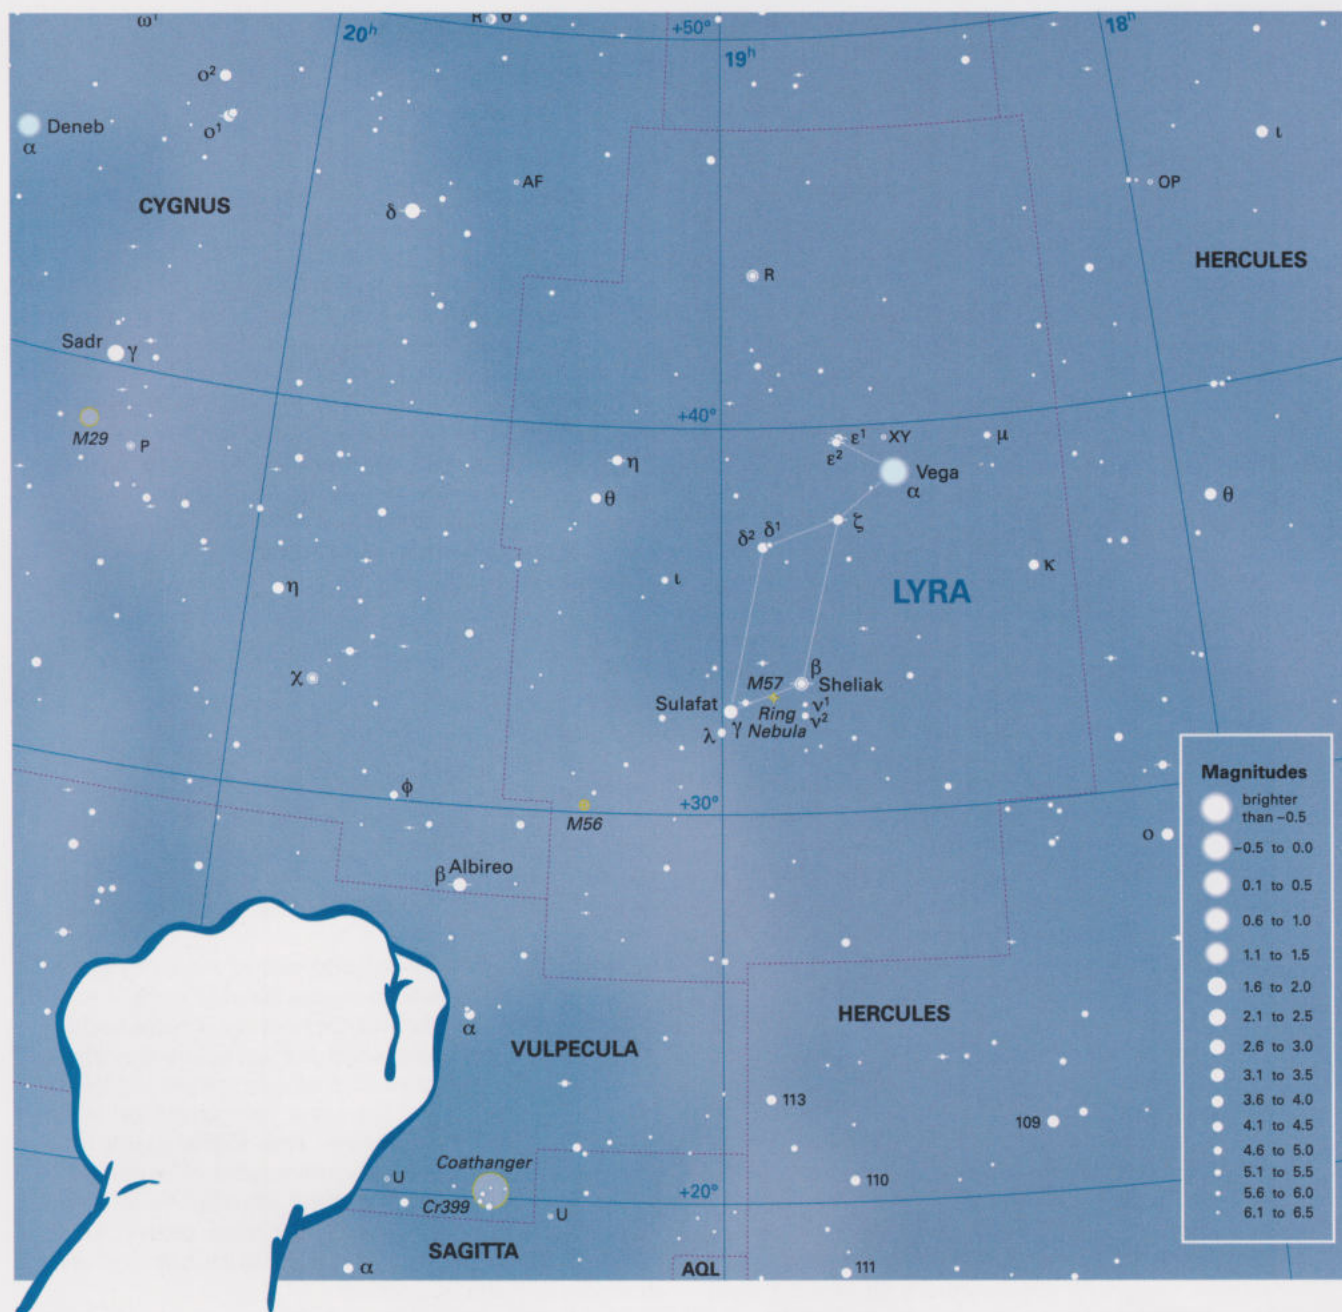 ω¹
20ʰ
R θ
+50°
19ʰ
18ʰ
ο²
Deneb
α
ο¹
ι
AF
OP
CYGNUS
δ
HERCULES
R
Sadr γ
+40°
M29
P
ε¹
XY
μ
ε²
η
Vega
α
θ
θ
ζ
δ² δ¹
κ
ι
η
LYRA
χ
β
M57
Sheliak
Sulafat
ν¹
Ring
γ
Nebula
ν²
λ
φ
+30°
M56
ο
β Albireo
Magnitudes
brighter
than –0.5
–0.5 to 0.0
0.1 to 0.5
0.6 to 1.0
1.1 to 1.5
1.6 to 2.0
2.1 to 2.5
2.6 to 3.0
3.1 to 3.5
3.6 to 4.0
4.1 to 4.5
4.6 to 5.0
5.1 to 5.5
5.6 to 6.0
6.1 to 6.5
α
HERCULES
VULPECULA
113
109
Coathanger
U
110
+20°
Cr399
U
SAGITTA
α
AQL
111